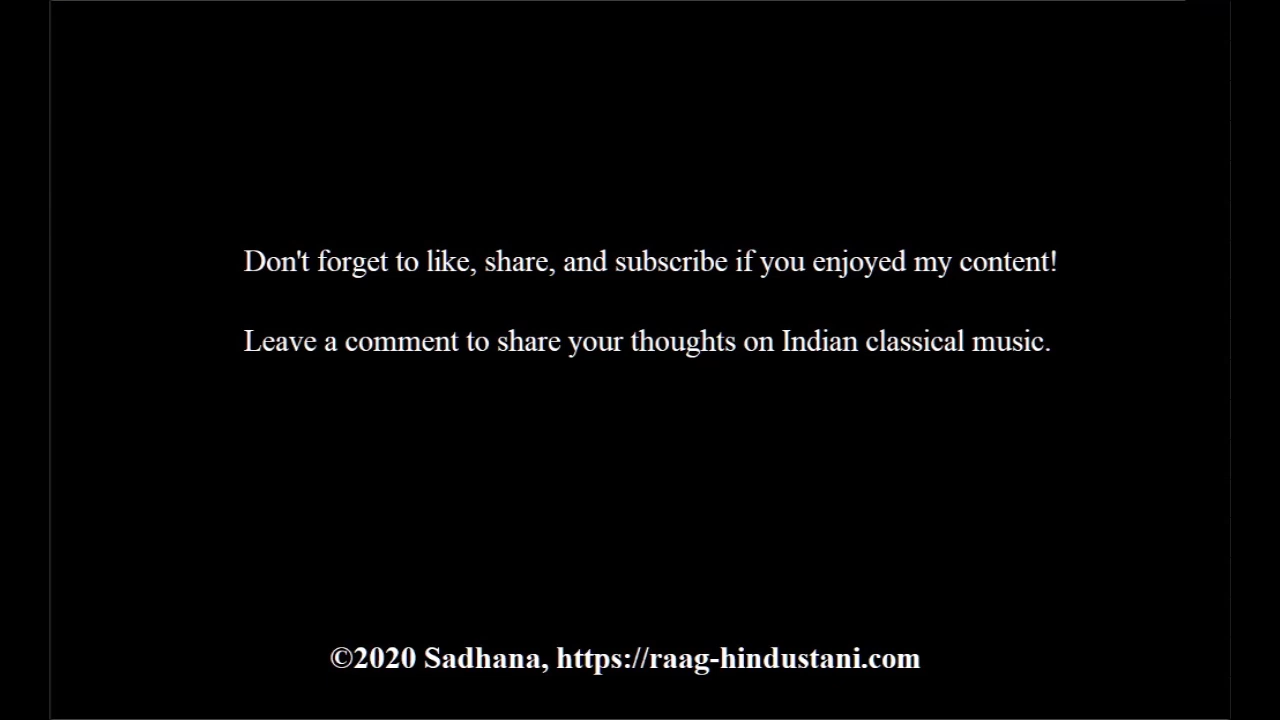 Don't forget to like, share, and subscribe if you enjoyed my content!
Leave a comment to share your thoughts on Indian classical music.
©2020 Sadhana, https://raag-hindustani.com